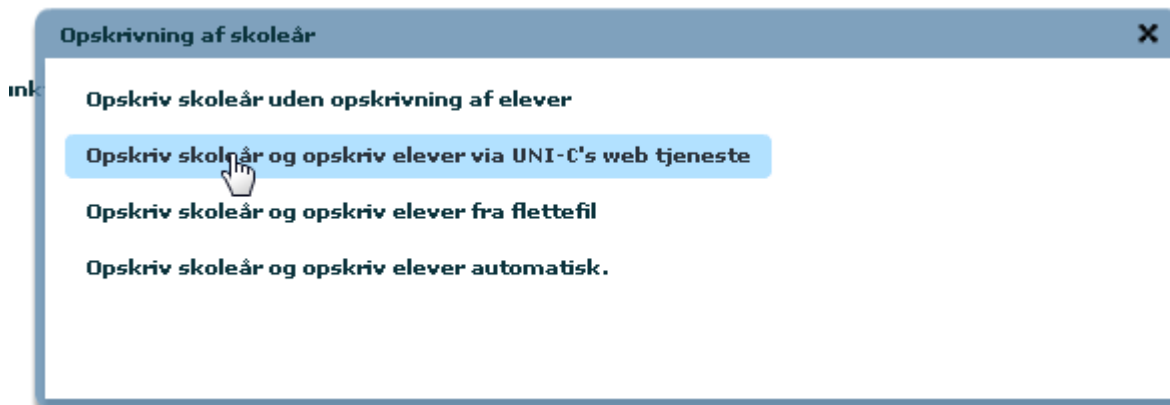 Opskrivning af skoleår
Opskriv skoleår uden opskrivning af elever
Opskriv skoleår og opskriv elever via UNI-C's web tjeneste
Opskriv skoleår og opskriv elever fra flettefil
Opskriv skoleår og opskriv elever automatisk.